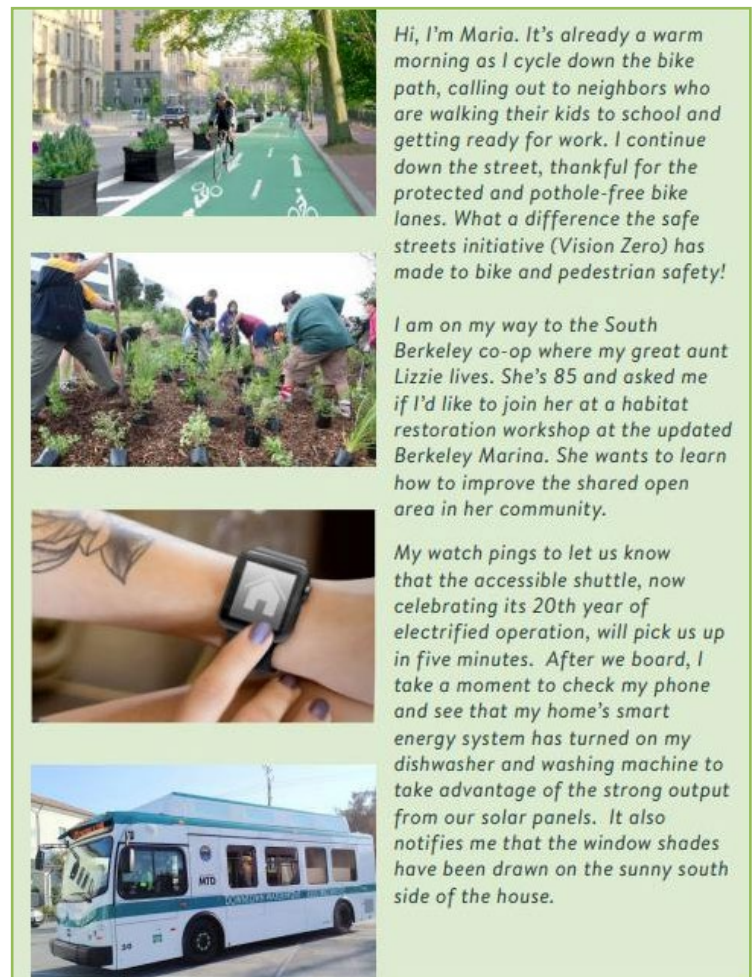 Hi, I'm Maria. It's already a warm
morning as I cycle down the bike
path, calling out to neighbors who
are walking their kids to school and
getting ready for work. I continue
down the street, thankful for the
protected and pothole-free bike
lanes. What a difference the safe
streets initiative (Vision Zero) has
made to bike and pedestrian safety!
I am on my way to the South
Berkeley co-op where my great aunt
Lizzie lives. She's 85 and asked me
if I'd like to join her at a habitat
restoration workshop at the updated
Berkeley Marina. She wants to learn
how to improve the shared open
area in her community.
My watch pings to let us know
that the accessible shuttle, now
celebrating its 20th year of
electrified operation, will pick us up
in five minutes.  After we board, I
take a moment to check my phone
and see that my home's smart
energy system has turned on my
dishwasher and washing machine to
take advantage of the strong output
from our solar panels.  It also
notifies me that the window shades
have been drawn on the sunny south
side of the house.
MTD